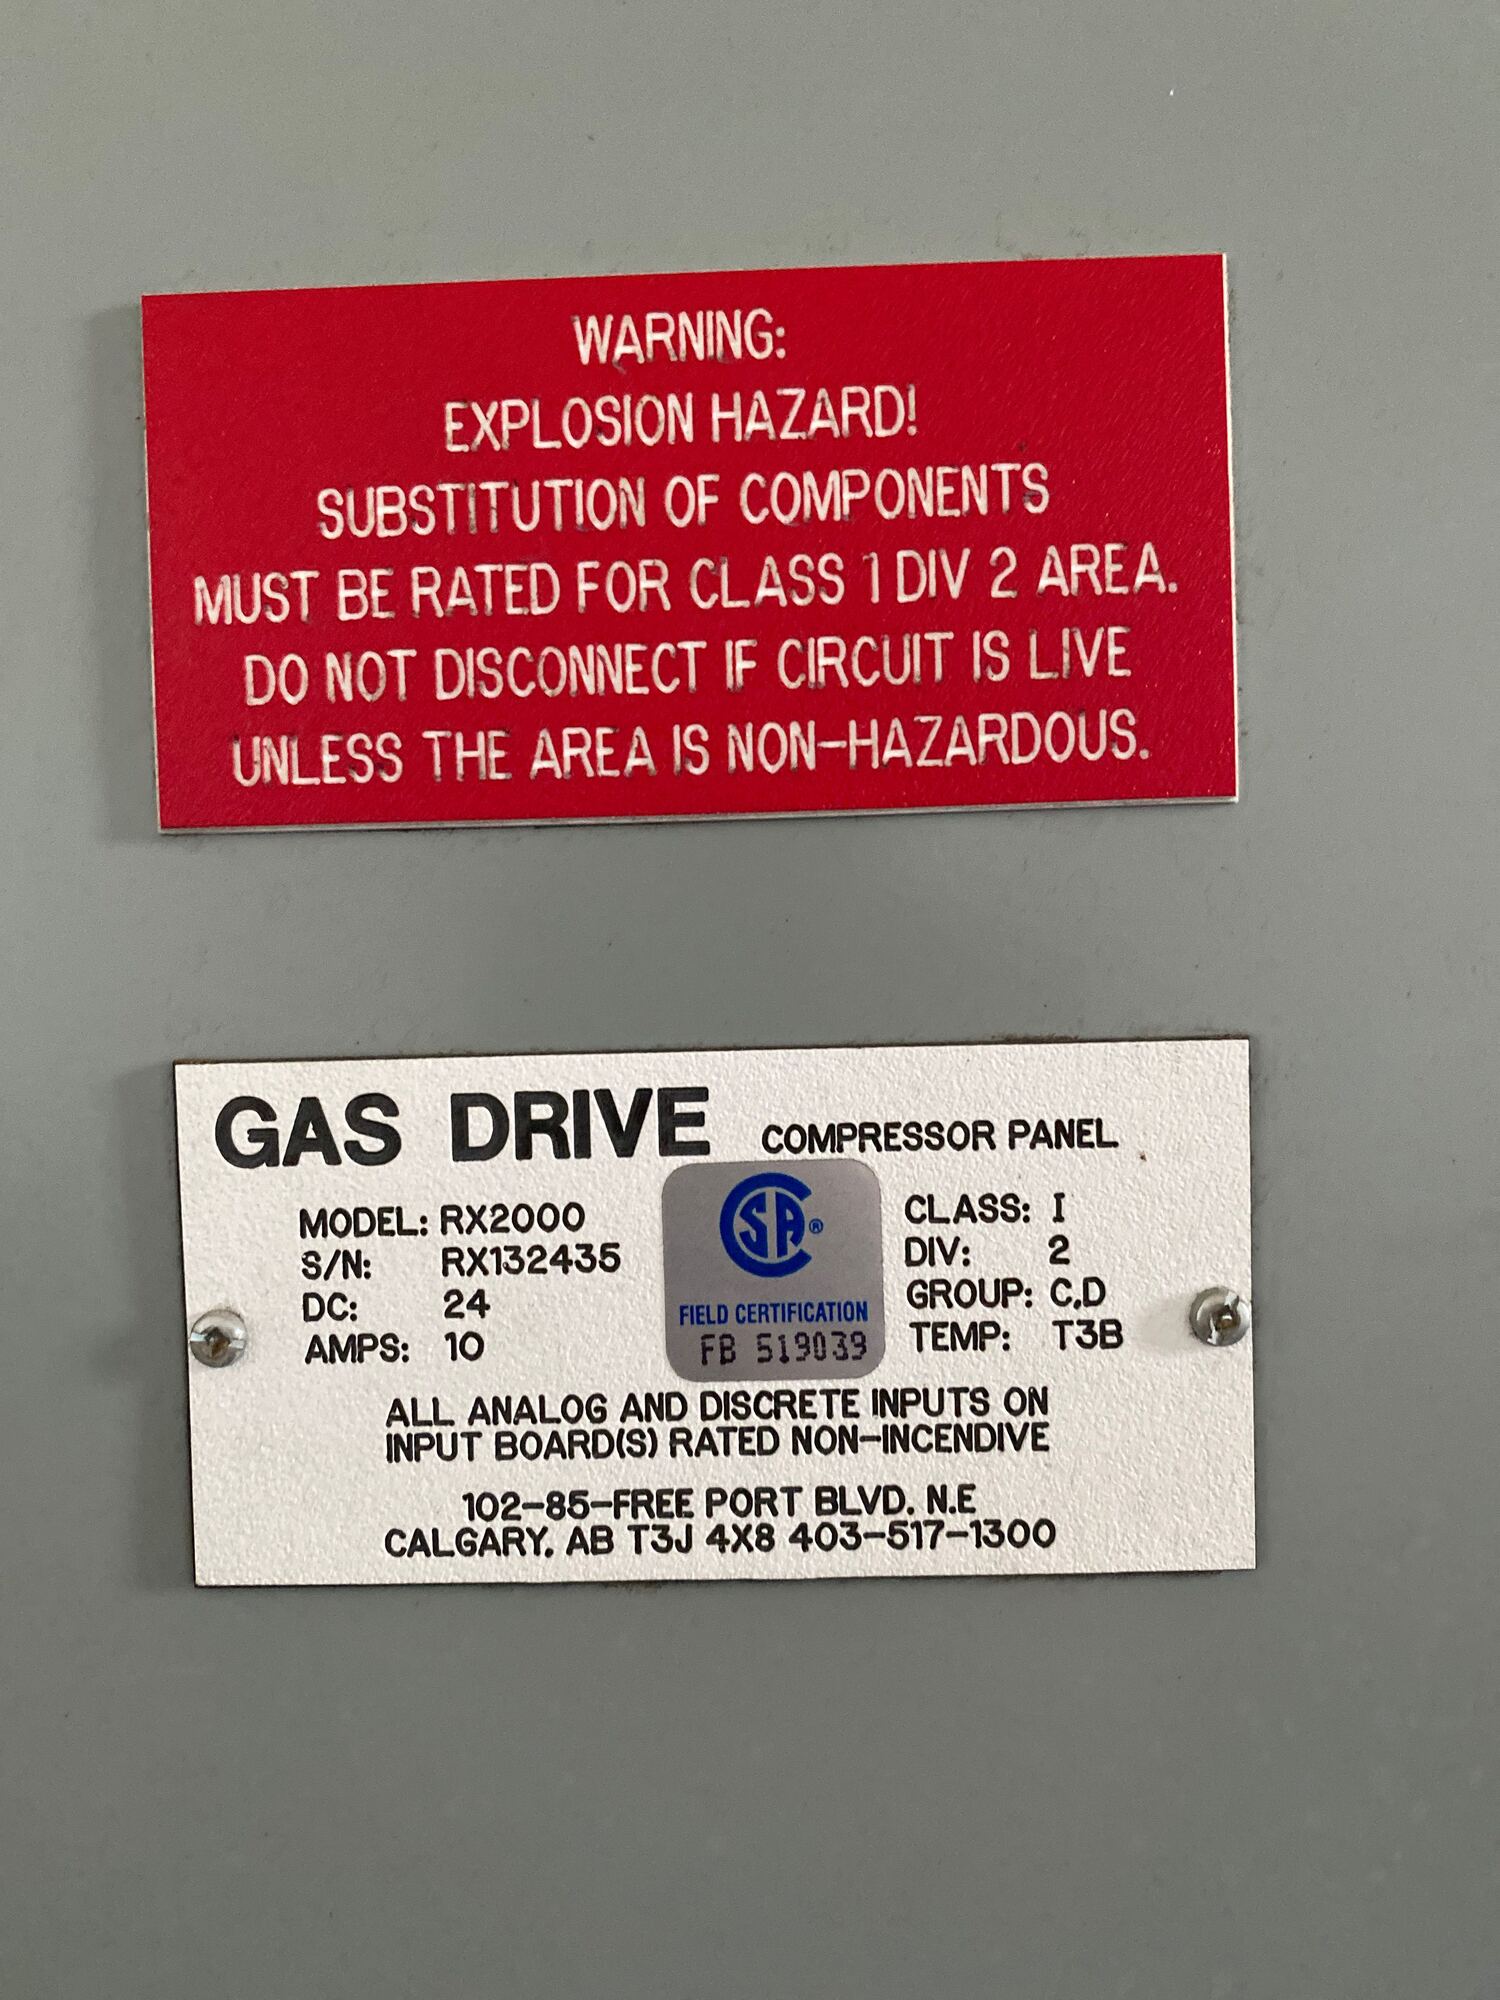 WARNING:
EXPLOSION HAZARD!
SUBSTITUTION OF COMPONENTS
MUST BE RATED FOR CLASS 1 DIV 2 AREA.
DO NOT DISCONNECT IF CIRCUIT IS LIVE
UNLESS THE AREA IS NON-HAZARDOUS.
GAS DRIVE COMPRESSOR PANEL
MODEL: RX2000
S/N: RX132435
DC: 24
AMPS: 10
CSA®
FIELD CERTIFICATION
FB 519039
CLASS: I
DIV: 2
GROUP: C,D
TEMP: T3B
ALL ANALOG AND DISCRETE INPUTS ON
INPUT BOARD(S) RATED NON-INCENDIVE
102-85-FREE PORT BLVD. N.E
CALGARY, AB T3J 4X8 403-517-1300